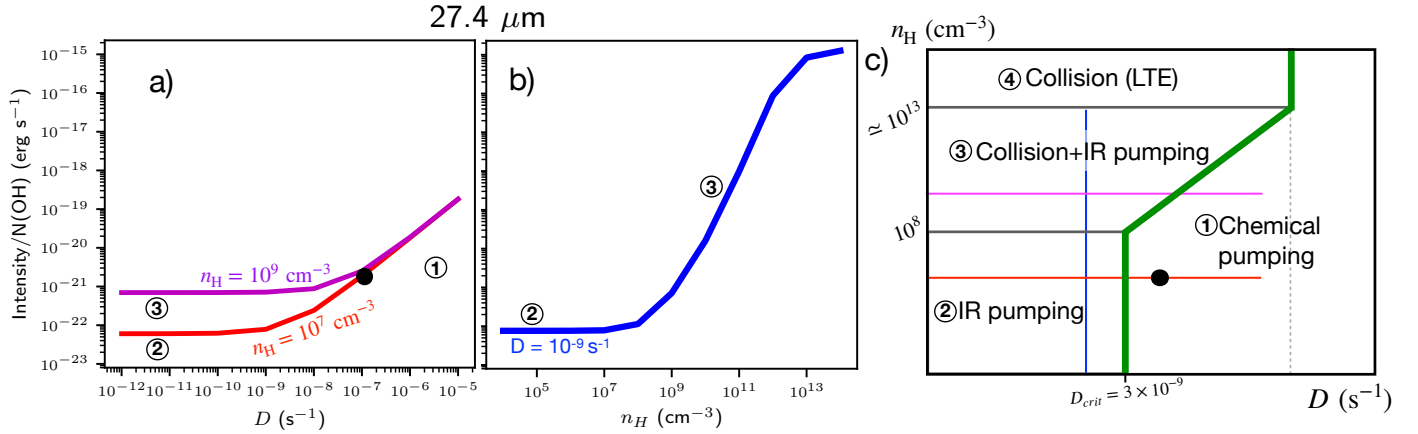 27.4 μm
a)
Intensity/N(OH) (erg s⁻¹)
10⁻¹⁵
10⁻¹⁶
10⁻¹⁷
10⁻¹⁸
10⁻¹⁹
10⁻²⁰
10⁻²¹
10⁻²²
10⁻²³
n_H = 10⁹ cm⁻³
n_H = 10⁷ cm⁻³
①
③
②
10⁻¹² 10⁻¹¹ 10⁻¹⁰ 10⁻⁹ 10⁻⁸ 10⁻⁷ 10⁻⁶ 10⁻⁵
D (s⁻¹)
b)
③
②
D = 10⁻⁹ s⁻¹
10⁵ 10⁷ 10⁹ 10¹¹ 10¹³
n_H (cm⁻³)
c)
n_H (cm⁻³)
④ Collision (LTE)
≃ 10¹³
③ Collision+IR pumping
10⁸
① Chemical
pumping
② IR pumping
D_crit = 3 × 10⁻⁹
D (s⁻¹)